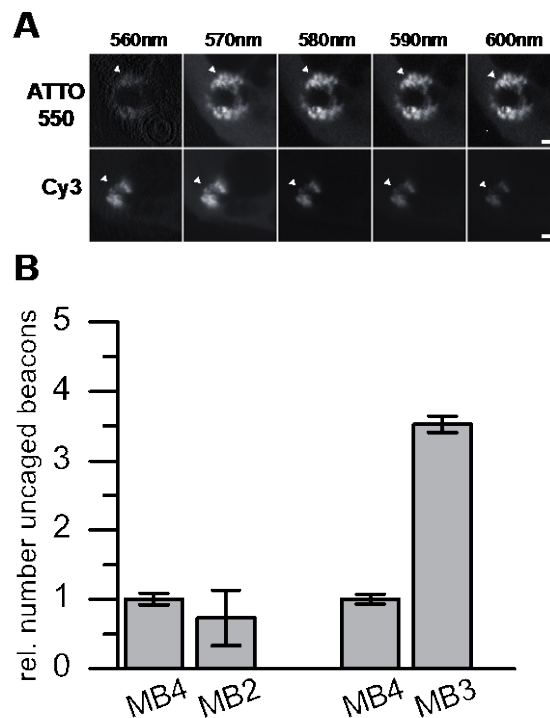 A
560nm 570nm 580nm 590nm 600nm
ATTO
550
Cy3
B
rel. number uncaged beacons
5
4
3
2
1
0
MB4 MB2 MB4 MB3